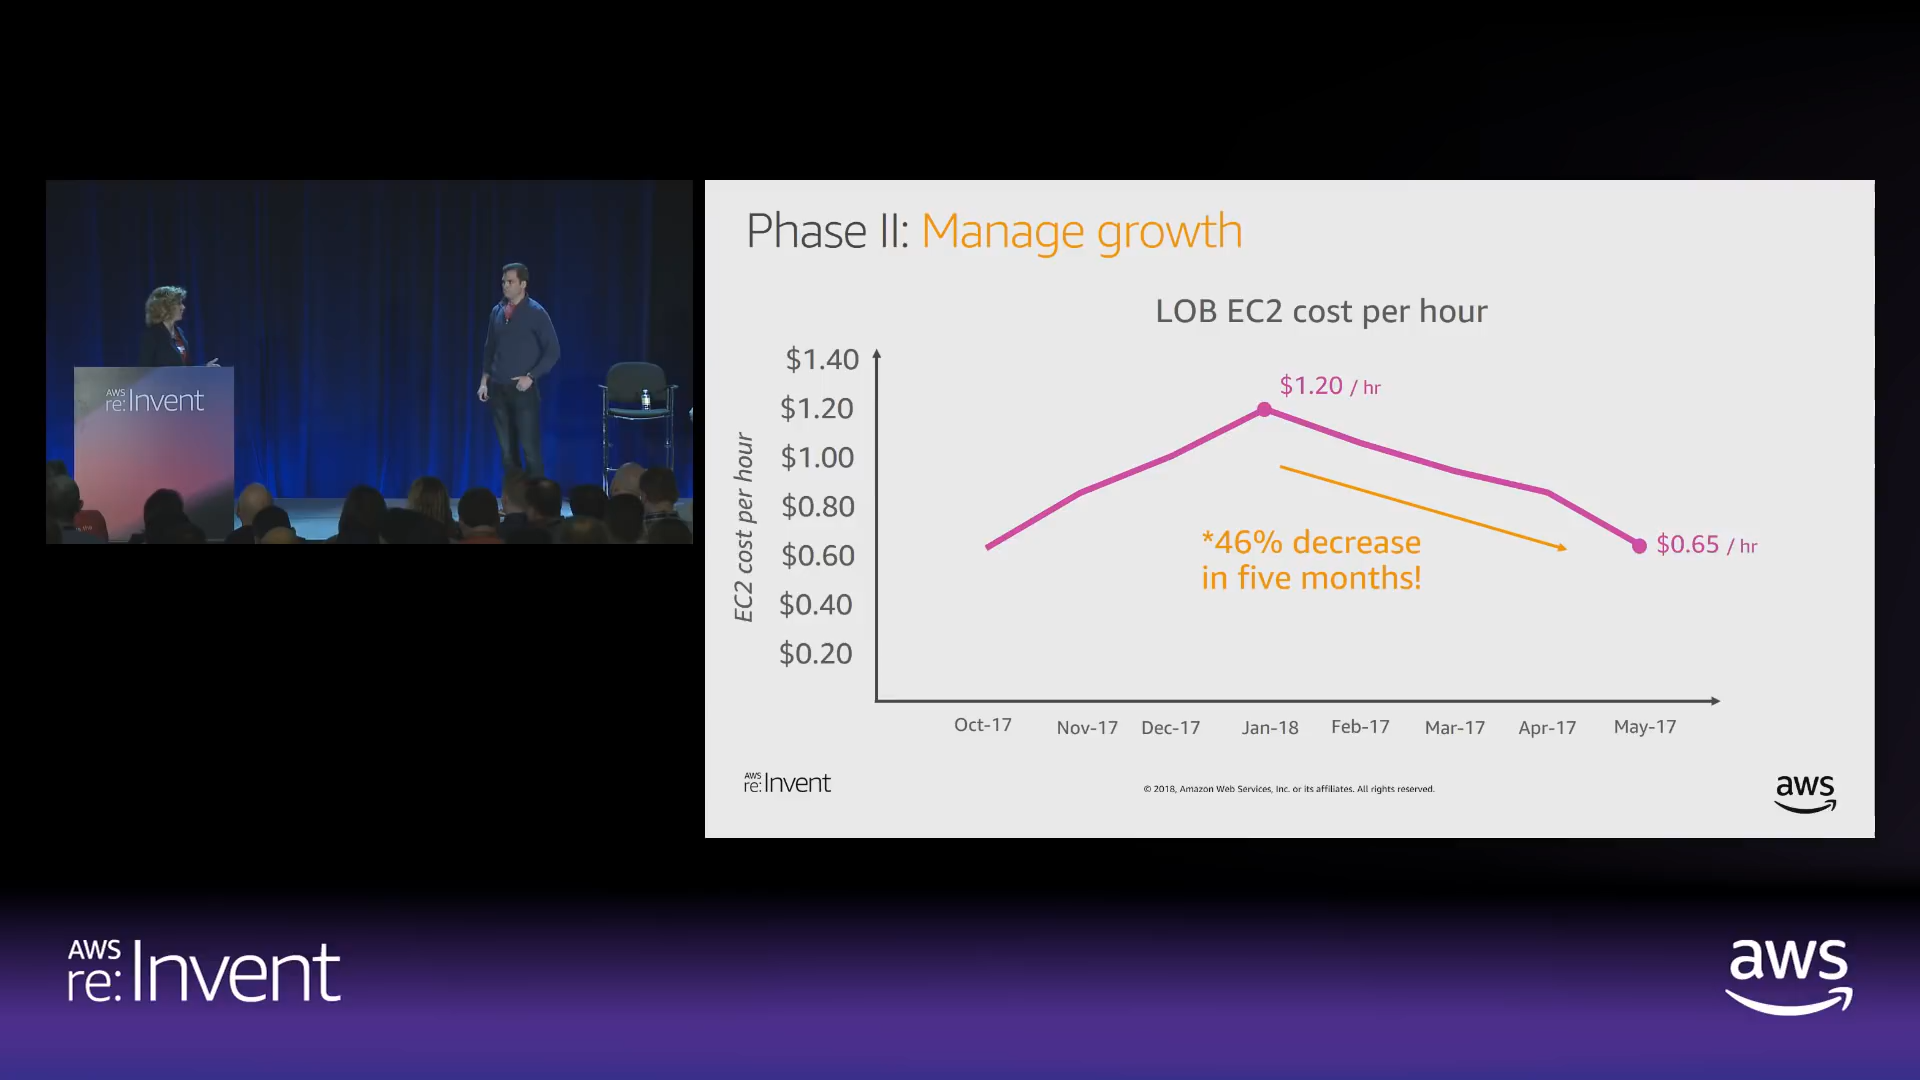 AWS
re:Invent
Phase II: Manage growth
LOB EC2 cost per hour
EC2 cost per hour
$1.40
$1.20
$1.00
$0.80
$0.60
$0.40
$0.20
$1.20 / hr
*46% decrease
in five months!
$0.65 / hr
Oct-17 Nov-17 Dec-17 Jan-18 Feb-17 Mar-17 Apr-17 May-17
AWS
re:Invent
© 2018, Amazon Web Services, Inc. or its affiliates. All rights reserved.
aws
AWS
re:Invent
aws